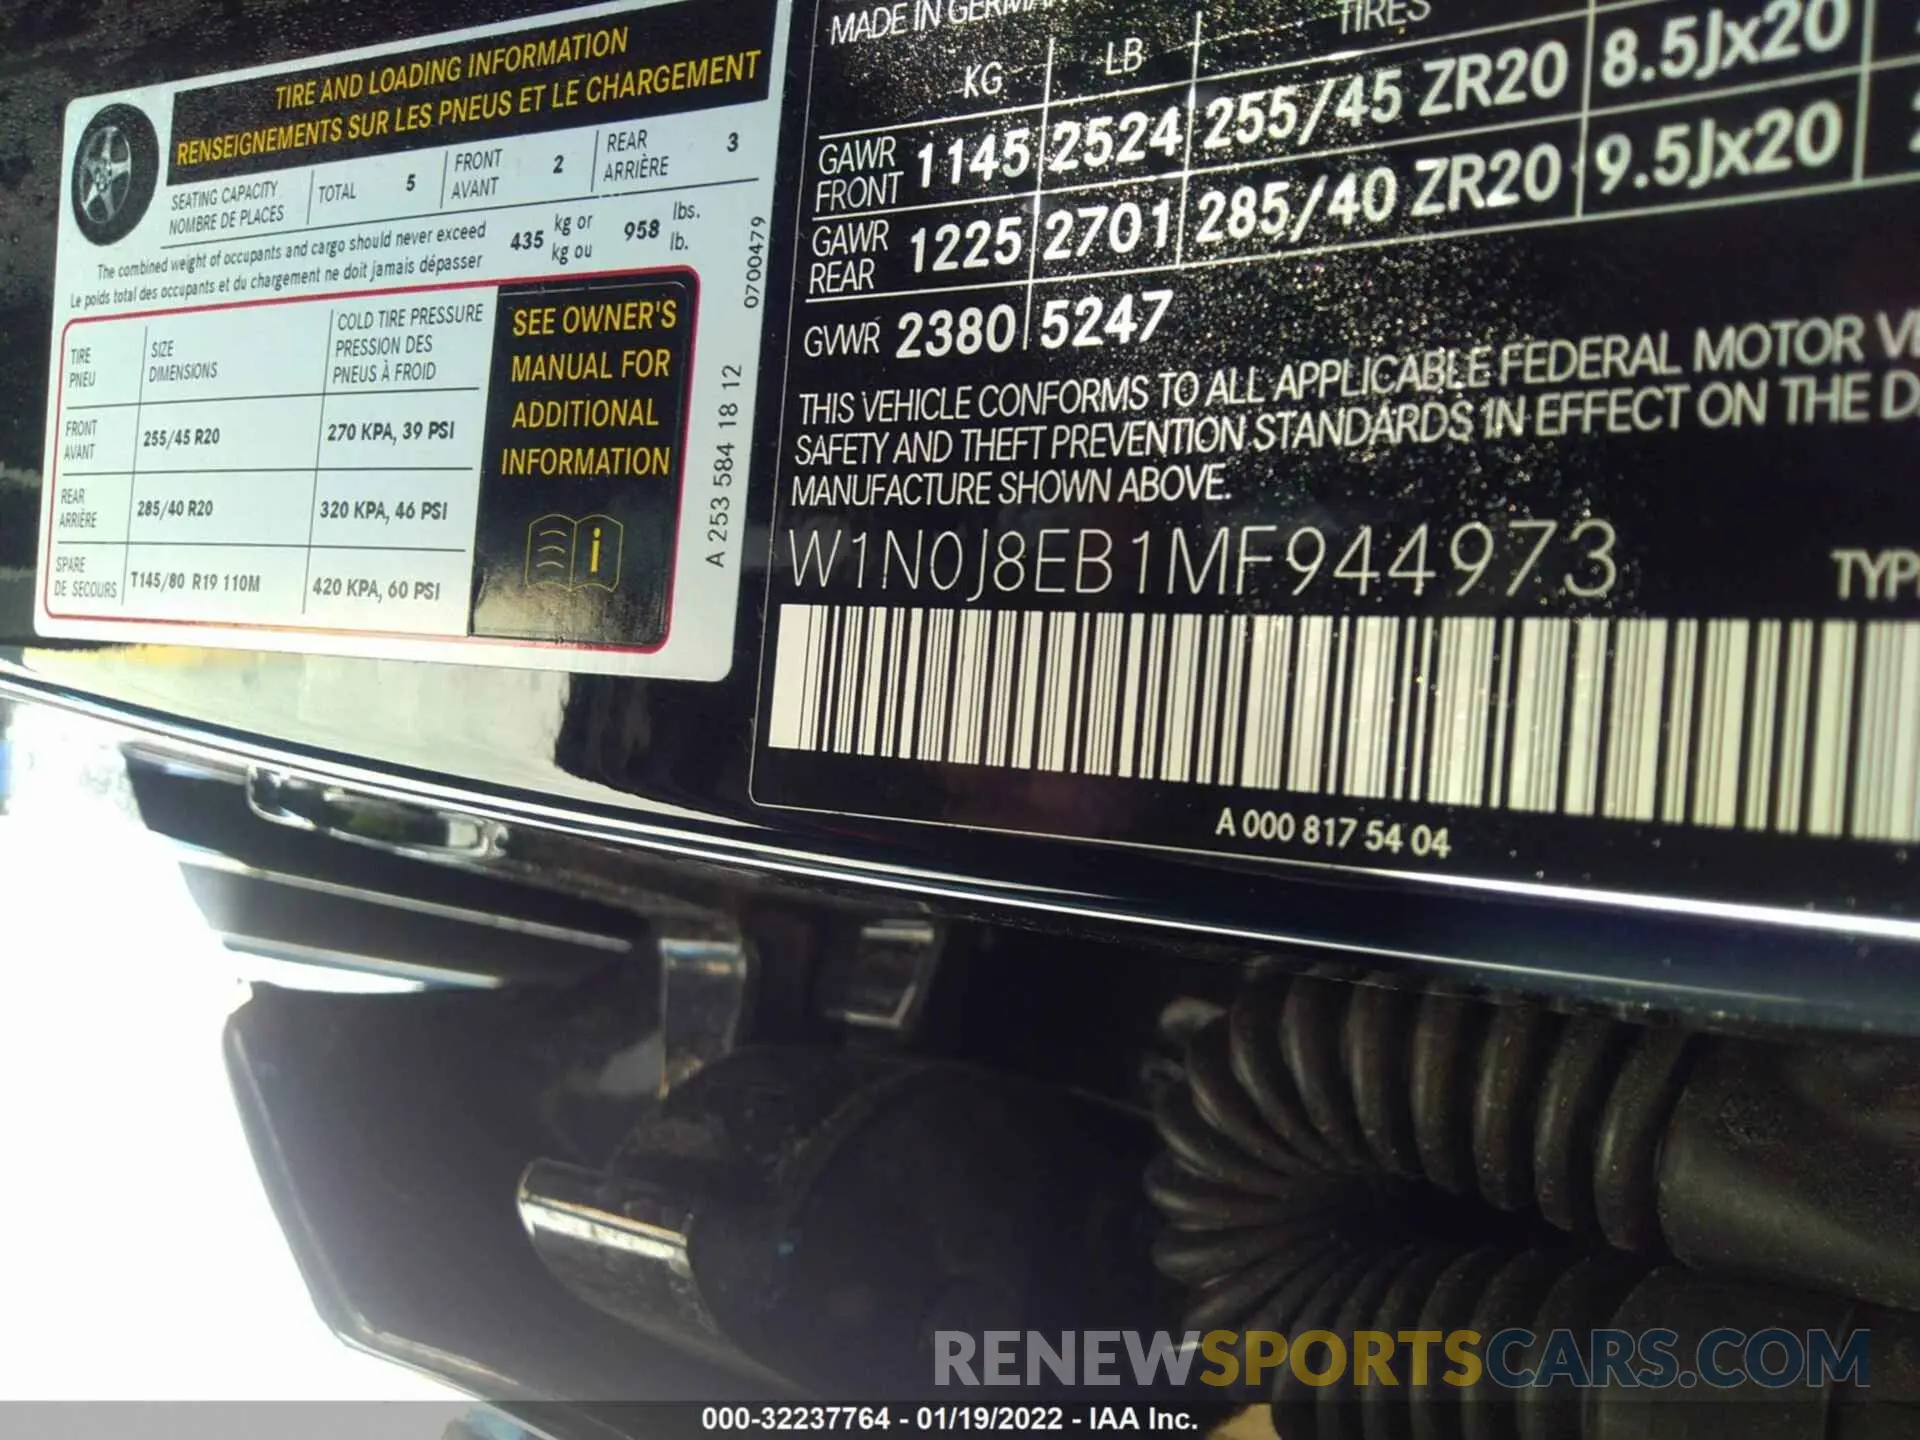 TIRE AND LOADING INFORMATION
RENSEIGNEMENTS SUR LES PNEUS ET LE CHARGEMENT
SEATING CAPACITY
NOMBRE DE PLACES
TOTAL 5
FRONT
AVANT
2
REAR
ARRIÈRE
3
The combined weight of occupants and cargo should never exceed
Le poids total des occupants et du chargement ne doit jamais dépasser
435 kg or
kg ou
958 lbs.
lb.
TIRE
PNEU
SIZE
DIMENSIONS
COLD TIRE PRESSURE
PRESSION DES
PNEUS À FROID
FRONT
AVANT
255/45 R20
270 KPA, 39 PSI
REAR
ARRIÈRE
285/40 R20
320 KPA, 46 PSI
SPARE
DE SECOURS
T145/80 R19 110M
420 KPA, 60 PSI
SEE OWNER'S
MANUAL FOR
ADDITIONAL
INFORMATION
i
A 253 584 18 12
0700479
MADE IN
KG LB TIRES
GAWR
FRONT
1145 2524 255/45 ZR20 8.5Jx20
GAWR
REAR
1225 2701 285/40 ZR20 9.5Jx20
GVWR 2380 5247
THIS VEHICLE CONFORMS TO ALL APPLICABLE FEDERAL MOTOR
SAFETY AND THEFT PREVENTION STANDARDS IN EFFECT ON THE
MANUFACTURE SHOWN ABOVE.
W1N0J8EB1MF944973
TYP
A 000 817 54 04
RENEWSPORTSCARS.COM
000-32237764 - 01/19/2022 - IAA Inc.